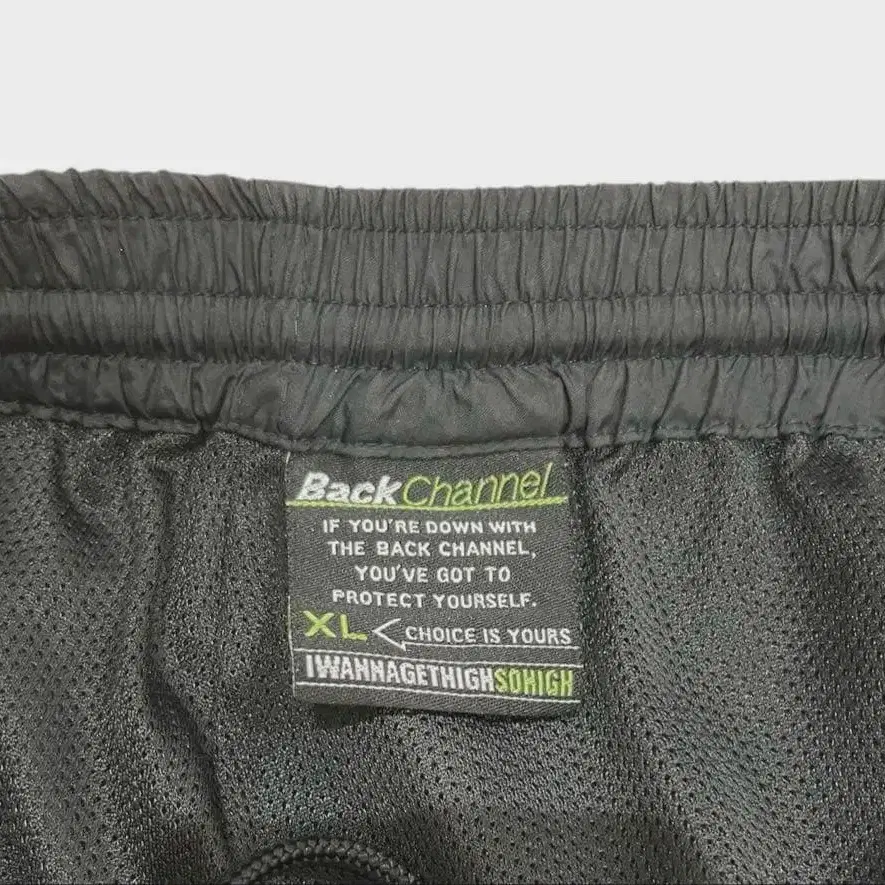 BackChannel
IF YOU'RE DOWN WITH
THE BACK CHANNEL,
YOU'VE GOT TO
PROTECT YOURSELF.
XL CHOICE IS YOURS
IWANNAGETHIGHSOHIGH